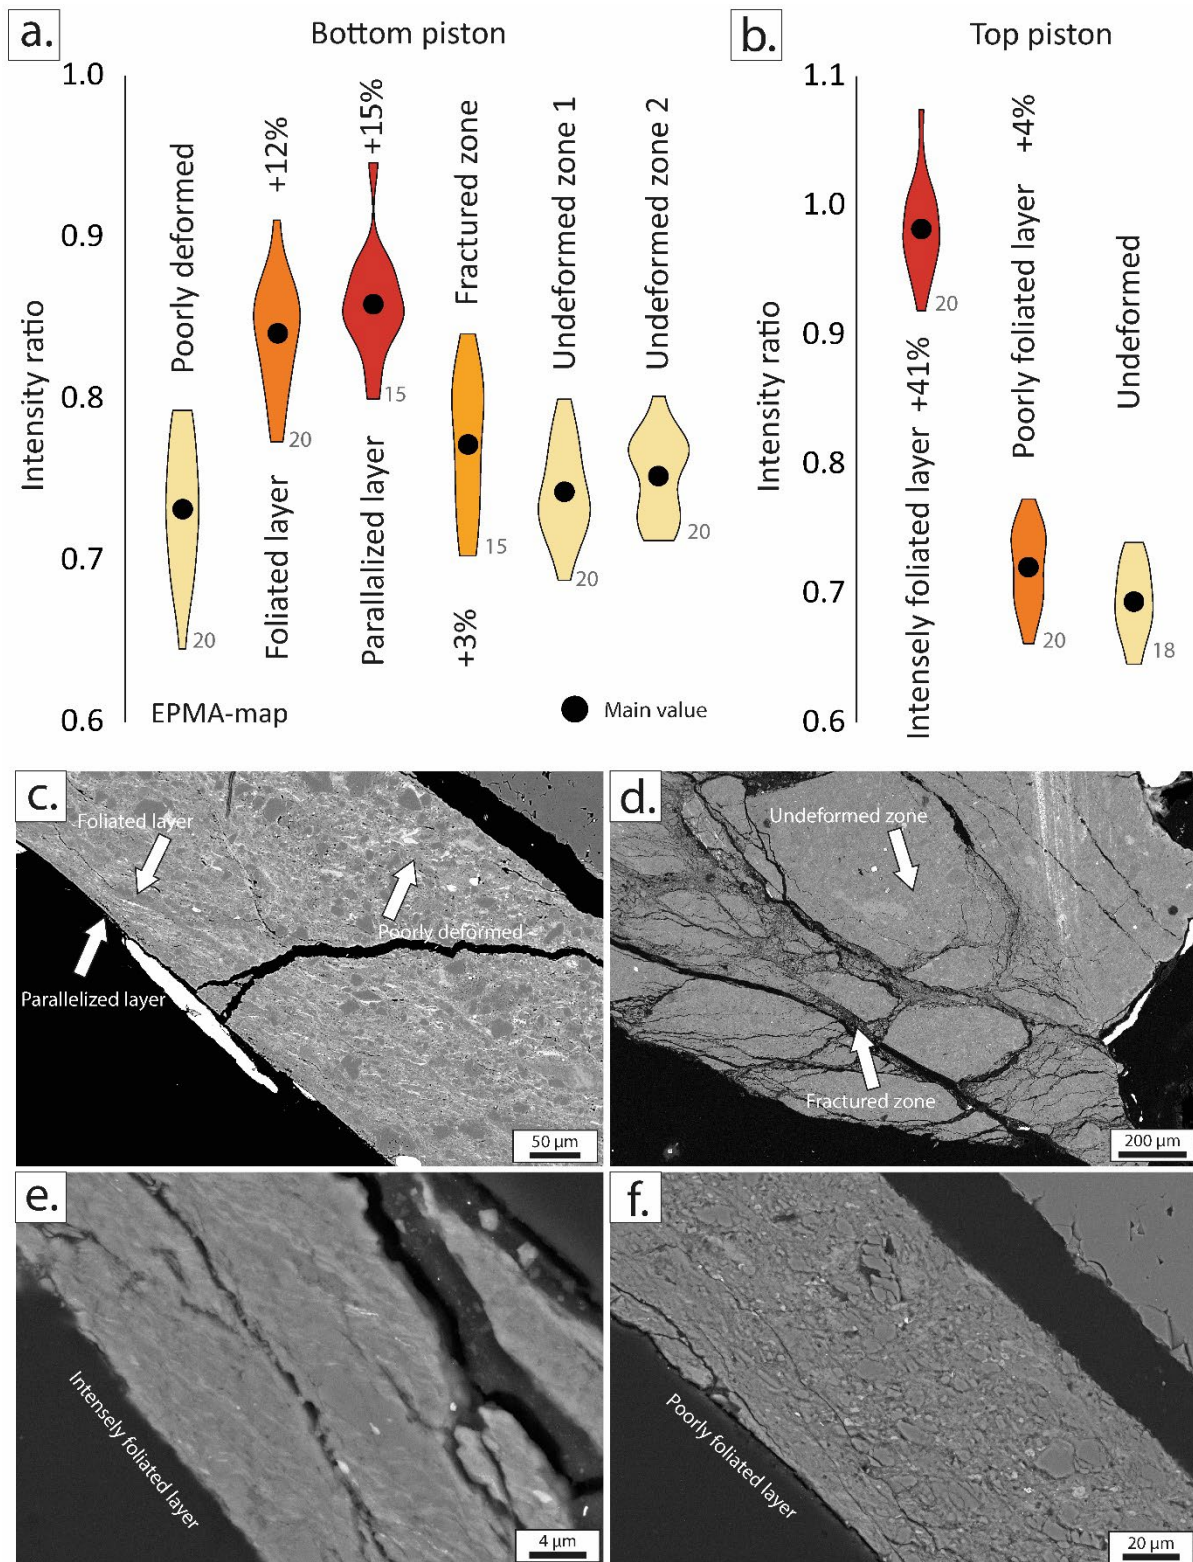 a.
Bottom piston
Intensity ratio
1.0
0.9
0.8
0.7
0.6
Poorly deformed
20
+12%
Foliated layer
20
+15%
Parallalized layer
15
Fractured zone
+3%
15
Undeformed zone 1
20
Undeformed zone 2
20
EPMA-map
Main value
b.
Top piston
Intensity ratio
1.1
1.0
0.9
0.8
0.7
0.6
Intensely foliated layer +41%
20
Poorly foliated layer +4%
20
Undeformed
18
c.
Foliated layer
Poorly deformed
Parallelized layer
50 µm
d.
Undeformed zone
Fractured zone
200 µm
e.
Intensely foliated layer
4 µm
f.
Poorly foliated layer
20 µm